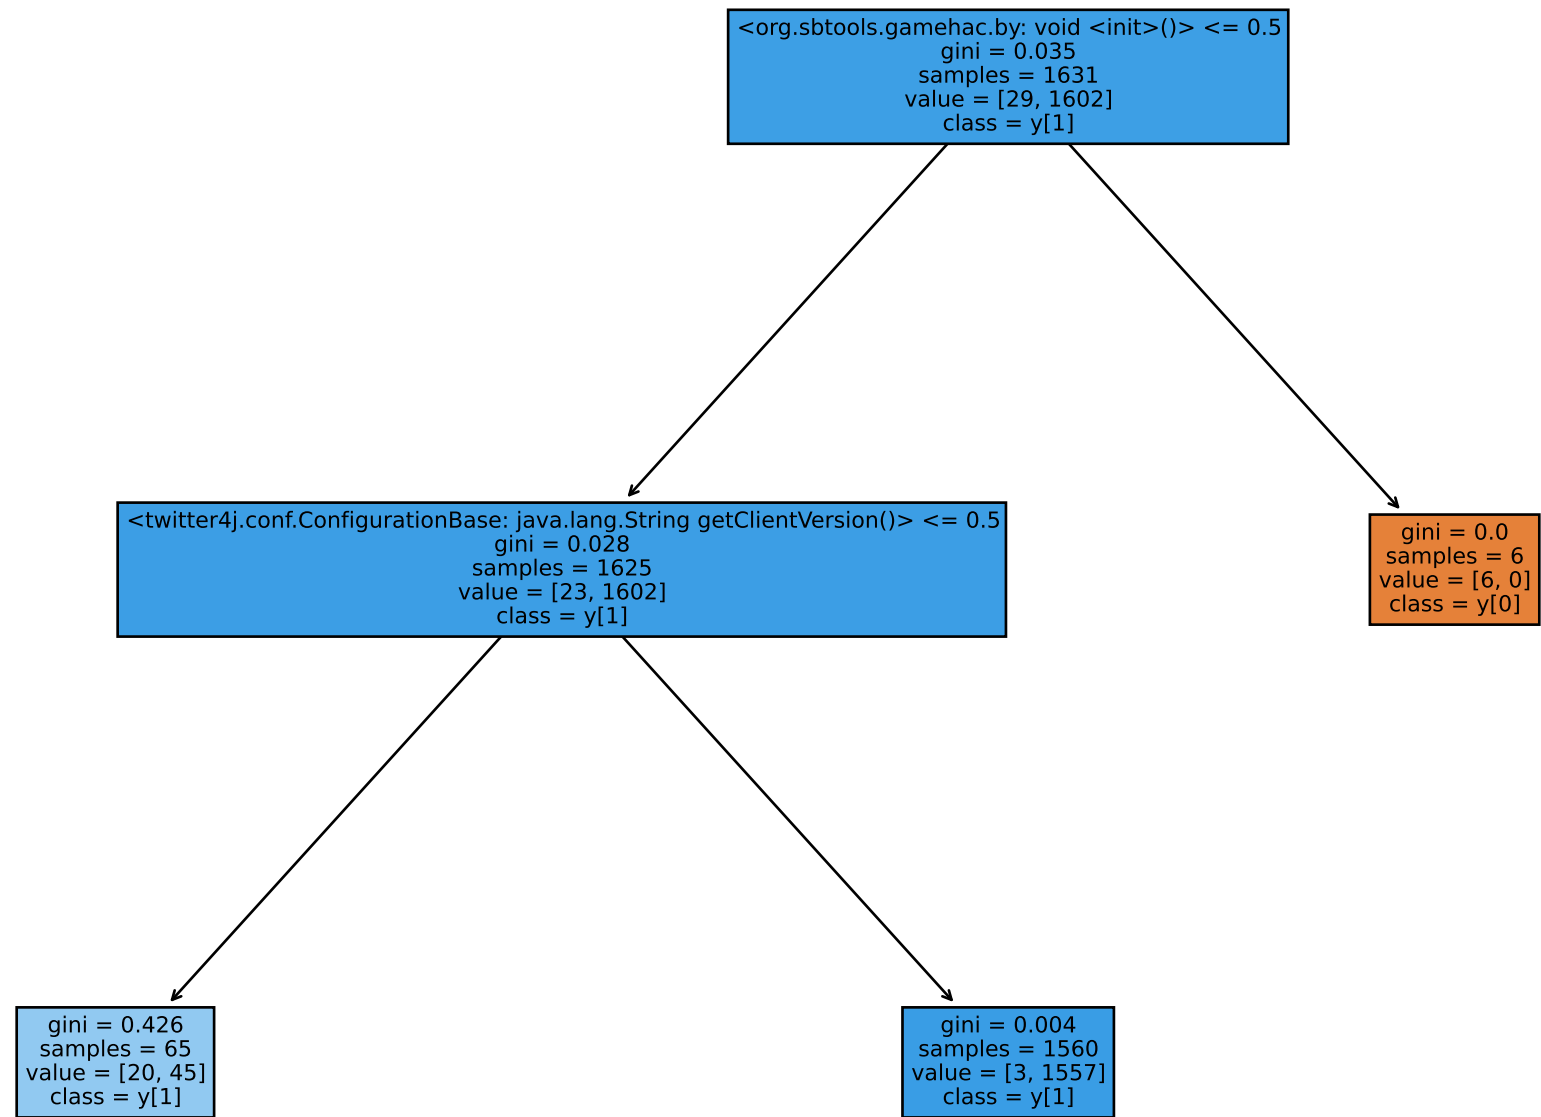 <org.sbtools.gamehac.by: void <init>()> <= 0.5
gini = 0.035
samples = 1631
value = [29, 1602]
class = y[1]
<twitter4j.conf.ConfigurationBase: java.lang.String getClientVersion()> <= 0.5
gini = 0.028
samples = 1625
value = [23, 1602]
class = y[1]
gini = 0.0
samples = 6
value = [6, 0]
class = y[0]
gini = 0.426
samples = 65
value = [20, 45]
class = y[1]
gini = 0.004
samples = 1560
value = [3, 1557]
class = y[1]